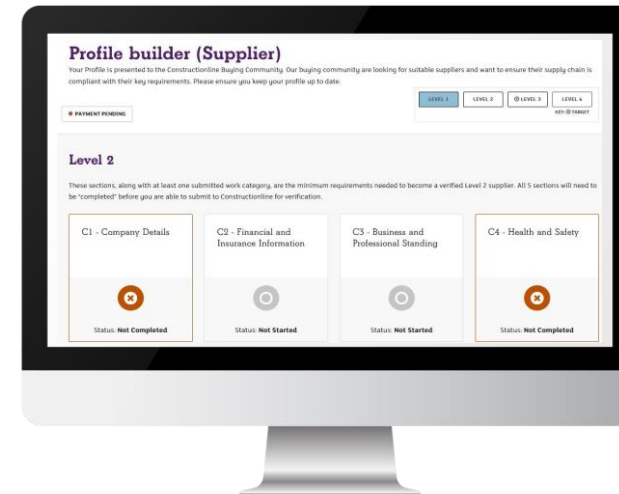 Profile builder (Supplier)
Your Profile is presented to the Constructionline Buying Community. Our buying community are looking for suitable suppliers and want to ensure their supply chain is
compliant with their key requirements. Please ensure you keep your profile up to date.
LEVEL 1 LEVEL 2 LEVEL 3 LEVEL 4
KEY: TARGET
PAYMENT PENDING
Level 2
These sections, along with at least one submitted work category, are the minimum requirements needed to become a verified Level 2 supplier. All 5 sections will need to
be "completed" before you are able to submit to Constructionline for verification.
C1 - Company Details
C2 - Financial and
Insurance Information
C3 - Business and
Professional Standing
C4 - Health and Safety
Status: Not Completed
Status: Not Started
Status: Not Started
Status: Not Completed